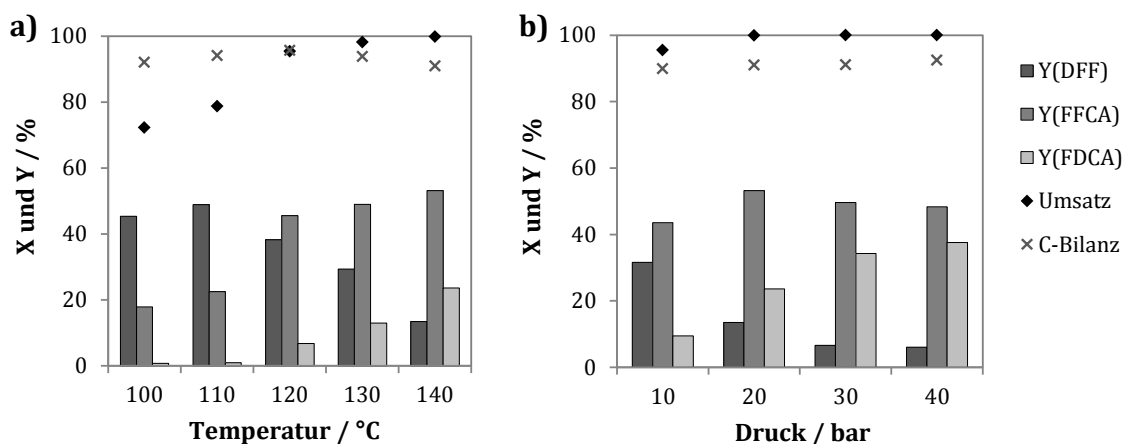 a)
X und Y / %
100
80
60
40
20
0
100 110 120 130 140
Temperatur / °C
b)
X und Y / %
100
80
60
40
20
0
10 20 30 40
Druck / bar
Y(DFF)
Y(FFCA)
Y(FDCA)
Umsatz
C-Bilanz